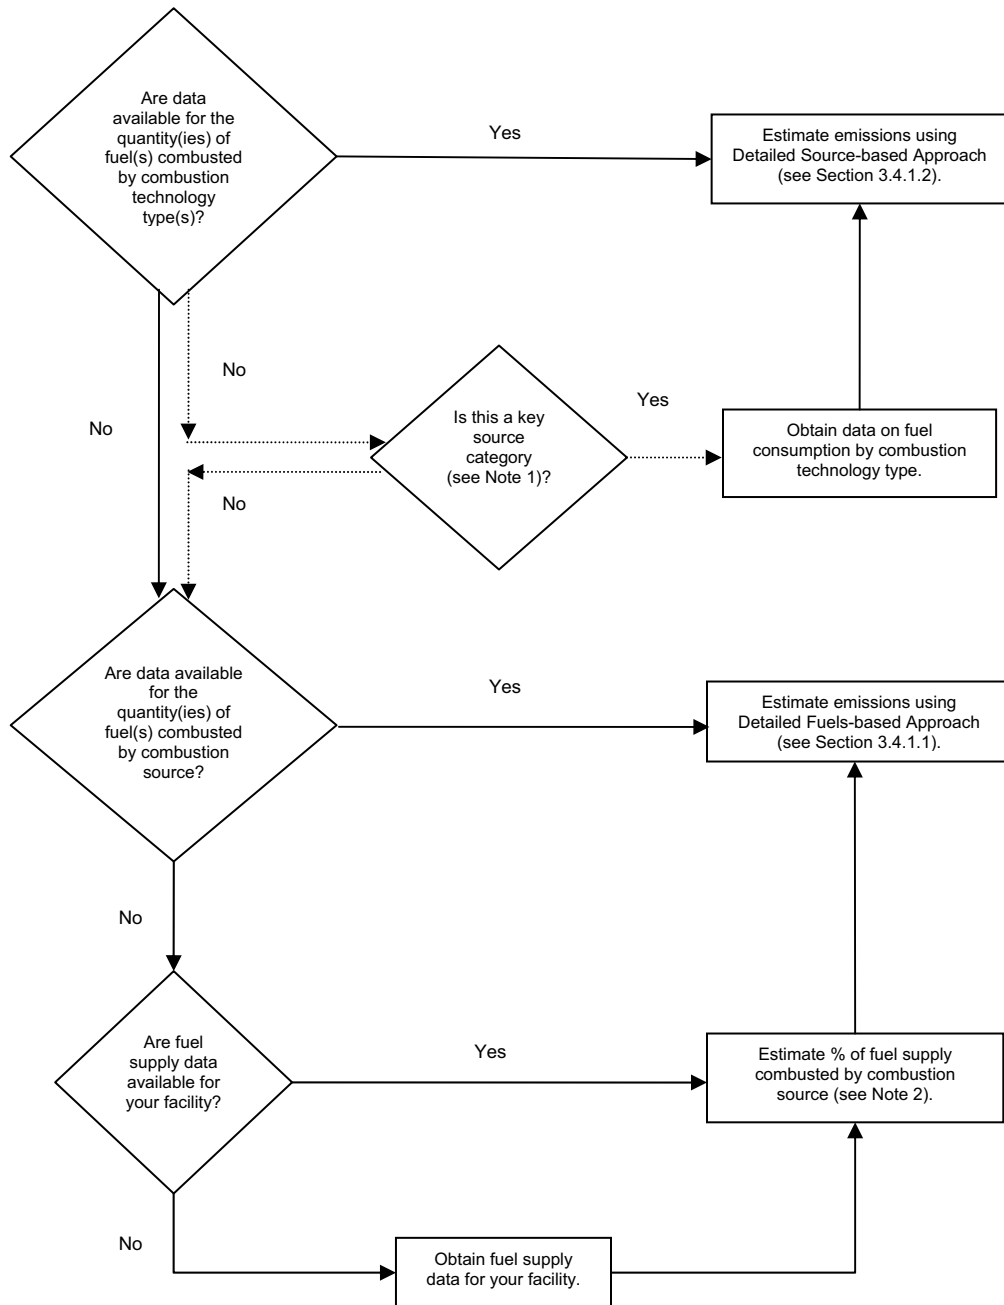 Are data
available for the
quantity(ies) of
fuel(s) combusted
by combustion
technology
type(s)?
Yes
Estimate emissions using
Detailed Source-based Approach
(see Section 3.4.1.2).
No
No
Is this a key
source
category
(see Note 1)?
Yes
Obtain data on fuel
consumption by combustion
technology type.
No
Are data available
for the
quantity(ies) of
fuel(s) combusted
by combustion
source?
Yes
Estimate emissions using
Detailed Fuels-based Approach
(see Section 3.4.1.1).
No
Are fuel
supply data
available for
your facility?
Yes
Estimate % of fuel supply
combusted by combustion
source (see Note 2).
No
Obtain fuel supply
data for your facility.